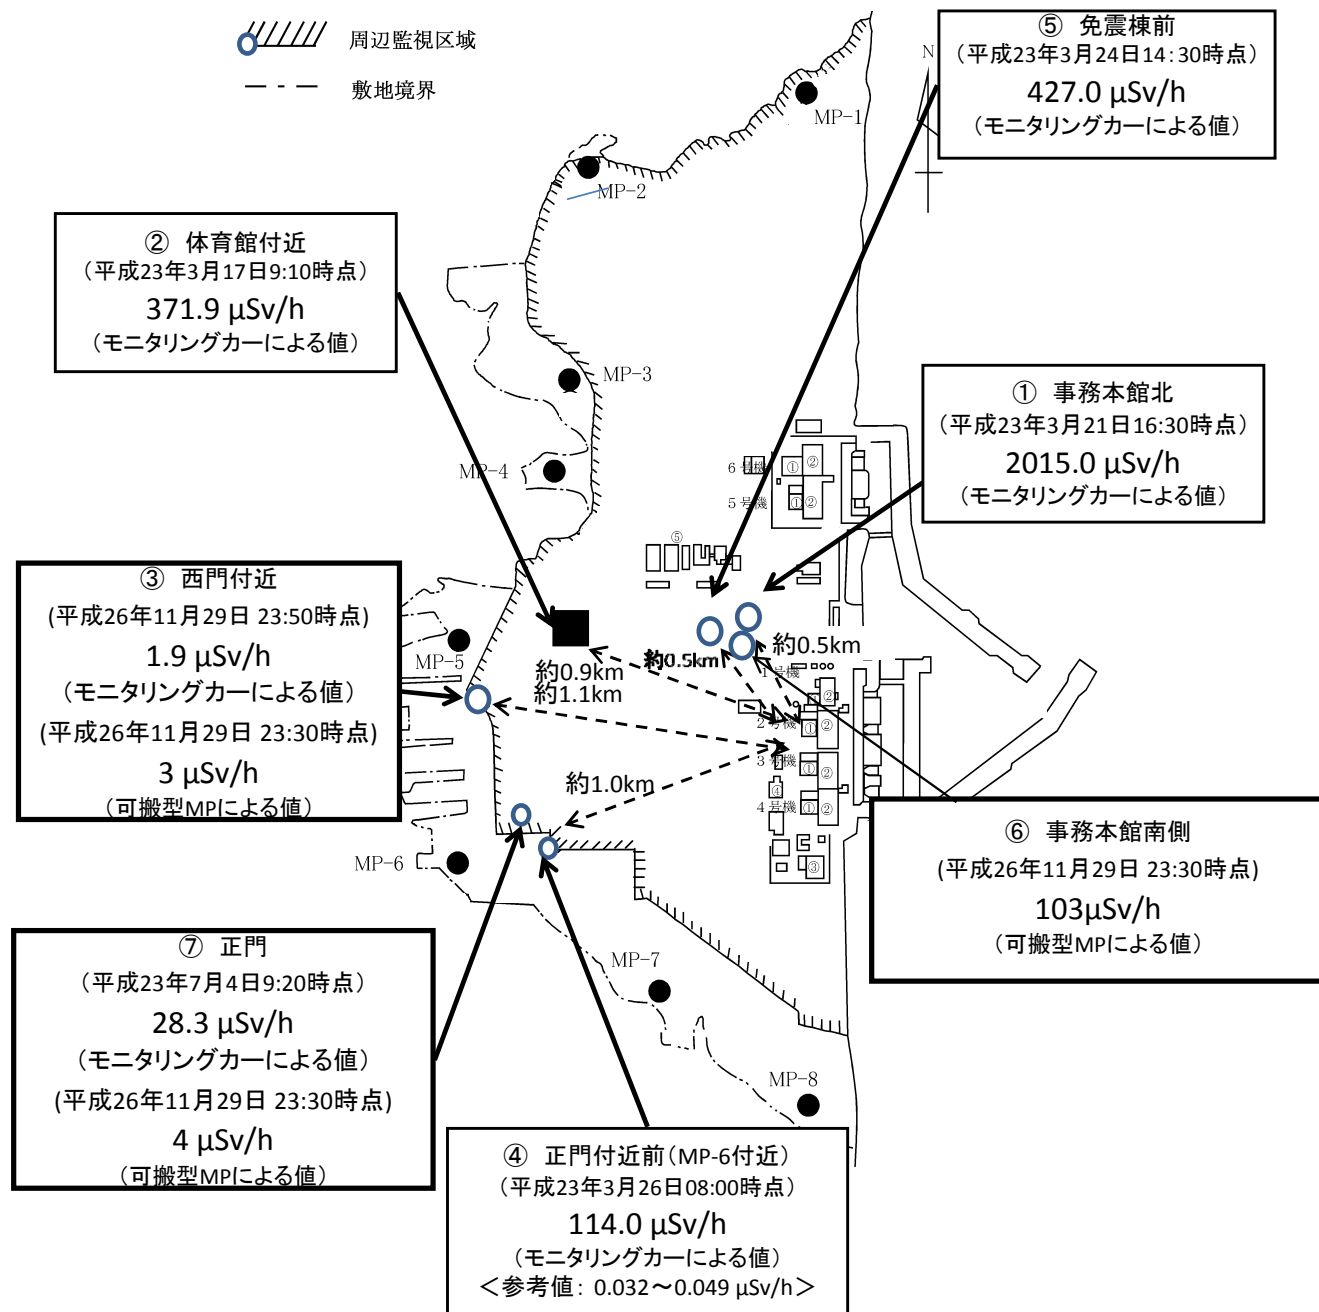 周辺監視区域
敷地境界
⑤ 免震棟前
(平成23年3月24日14:30時点)
427.0 μSv/h
(モニタリングカーによる値)
N
MP-1
MP-2
② 体育館付近
(平成23年3月17日9:10時点)
371.9 μSv/h
(モニタリングカーによる値)
MP-3
① 事務本館北
(平成23年3月21日16:30時点)
2015.0 μSv/h
(モニタリングカーによる値)
MP-4
6号機
①
②
5号機
①
②
⑤
③ 西門付近
(平成26年11月29日 23:50時点)
1.9 μSv/h
(モニタリングカーによる値)
(平成26年11月29日 23:30時点)
3 μSv/h
(可搬型MPによる値)
MP-5
約0.9km
約1.1km
約0.5km
約0.5km
1号機
②
2号機
①
②
3号機
①
②
④
4号機
①
②
③
約1.0km
MP-6
⑥ 事務本館南側
(平成26年11月29日 23:30時点)
103μSv/h
(可搬型MPによる値)
⑦ 正門
(平成23年7月4日9:20時点)
28.3 μSv/h
(モニタリングカーによる値)
(平成26年11月29日 23:30時点)
4 μSv/h
(可搬型MPによる値)
MP-7
MP-8
④ 正門付近前(MP-6付近)
(平成23年3月26日08:00時点)
114.0 μSv/h
(モニタリングカーによる値)
<参考値: 0.032~0.049 μSv/h>